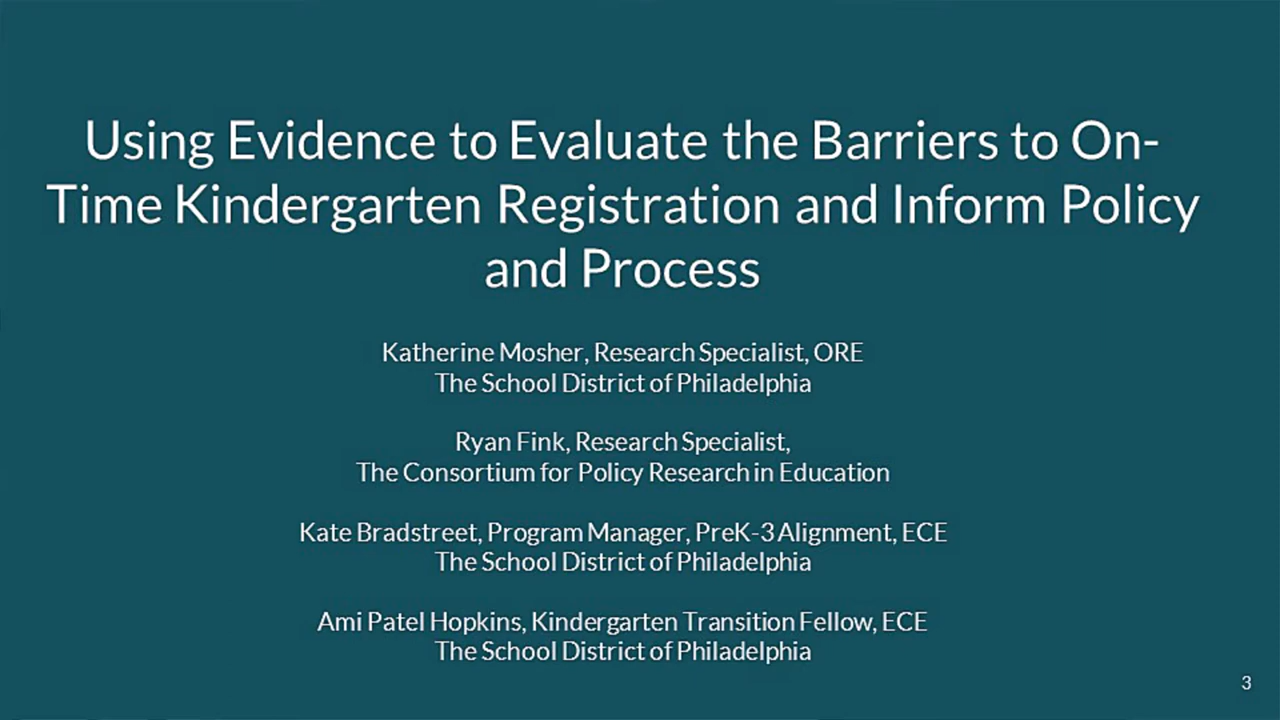 Using Evidence to Evaluate the Barriers to On-
Time Kindergarten Registration and Inform Policy
and Process
Katherine Mosher, Research Specialist, ORE
The School District of Philadelphia
Ryan Fink, Research Specialist,
The Consortium for Policy Research in Education
Kate Bradstreet, Program Manager, PreK-3 Alignment, ECE
The School District of Philadelphia
Ami Patel Hopkins, Kindergarten Transition Fellow, ECE
The School District of Philadelphia
3